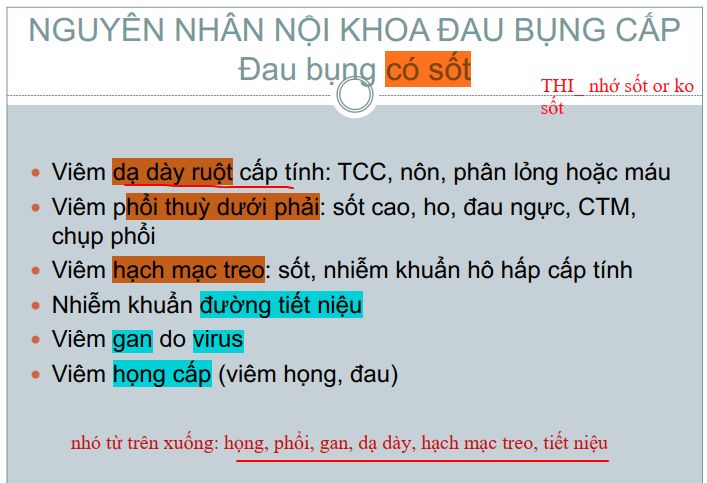 NGUYÊN NHÂN NỘI KHOA ĐAU BỤNG CẤP
Đau bụng có sốt
THI_ nhớ sốt or ko
sốt
• Viêm dạ dày ruột cấp tính: TCC, nôn, phân lỏng hoặc máu
• Viêm phổi thuỳ dưới phải: sốt cao, ho, đau ngực, CTM,
chụp phổi
• Viêm hạch mạc treo: sốt, nhiễm khuẩn hô hấp cấp tính
• Nhiễm khuẩn đường tiết niệu
• Viêm gan do virus
• Viêm họng cấp (viêm họng, đau)
nhó từ trên xuống: họng, phổi, gan, dạ dày, hạch mạc treo, tiết niệu